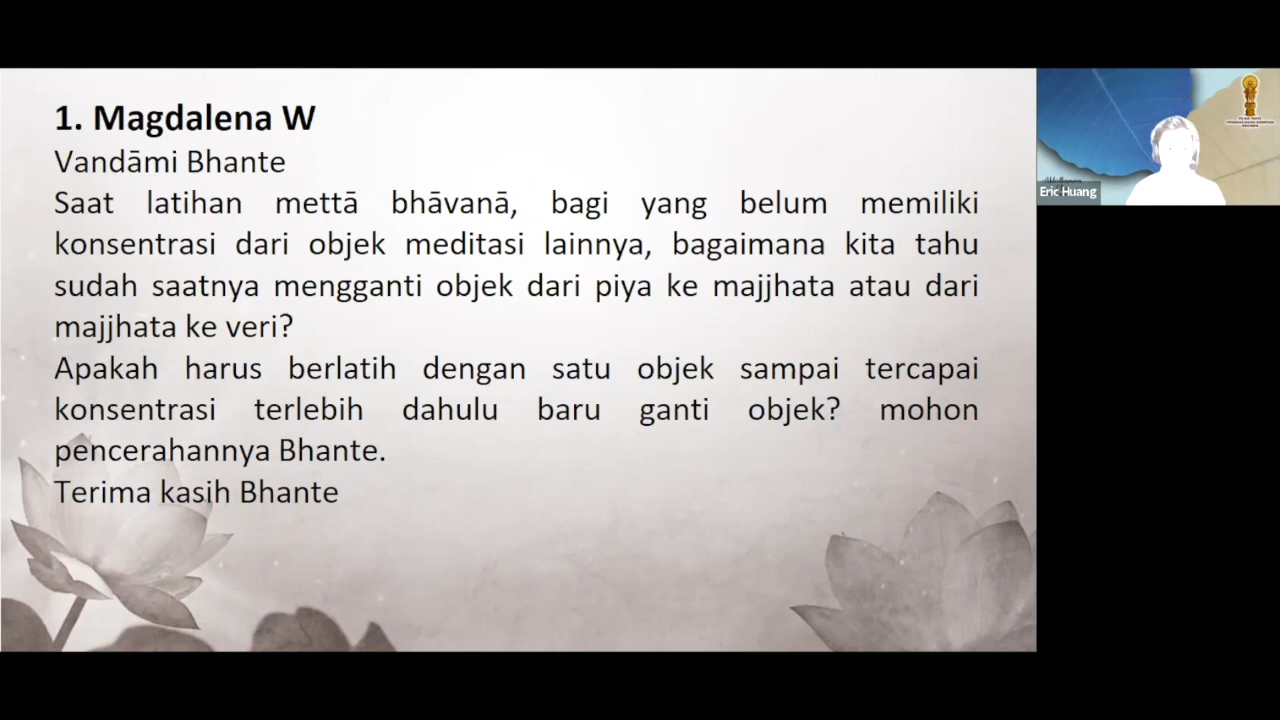 1. Magdalena W
Vandāmi Bhante
Saat latihan mettā bhāvanā, bagi yang belum memiliki
konsentrasi dari objek meditasi lainnya, bagaimana kita tahu
sudah saatnya mengganti objek dari piya ke majjhata atau dari
majjhata ke veri?
Apakah harus berlatih dengan satu objek sampai tercapai
konsentrasi terlebih dahulu baru ganti objek? mohon
pencerahannya Bhante.
Terima kasih Bhante
Eric Huang